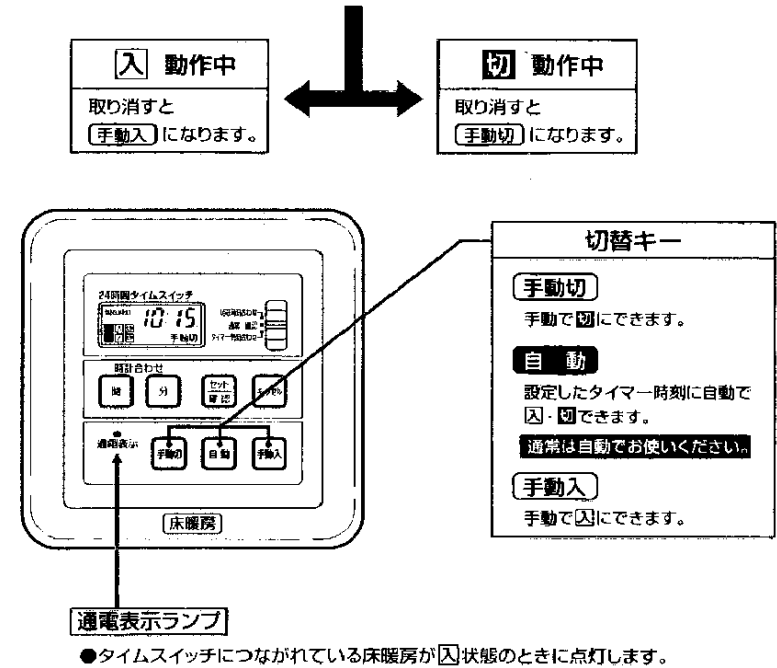 入 動作中
取り消すと
手動入 になります。
切 動作中
取り消すと
手動切 になります。
24時間タイムスイッチ
10:15
手動切
通常 確認
時計合わせ
時
分
セット
確認
キャンセル
通電表示
手動切
自動
手動入
床暖房
切替キー
手動切
手動で切にできます。
自 動
設定したタイマー時刻に自動で
入・切できます。
通常は自動でお使いください。
手動入
手動で入にできます。
通電表示ランプ
●タイムスイッチにつながれている床暖房が入状態のときに点灯します。